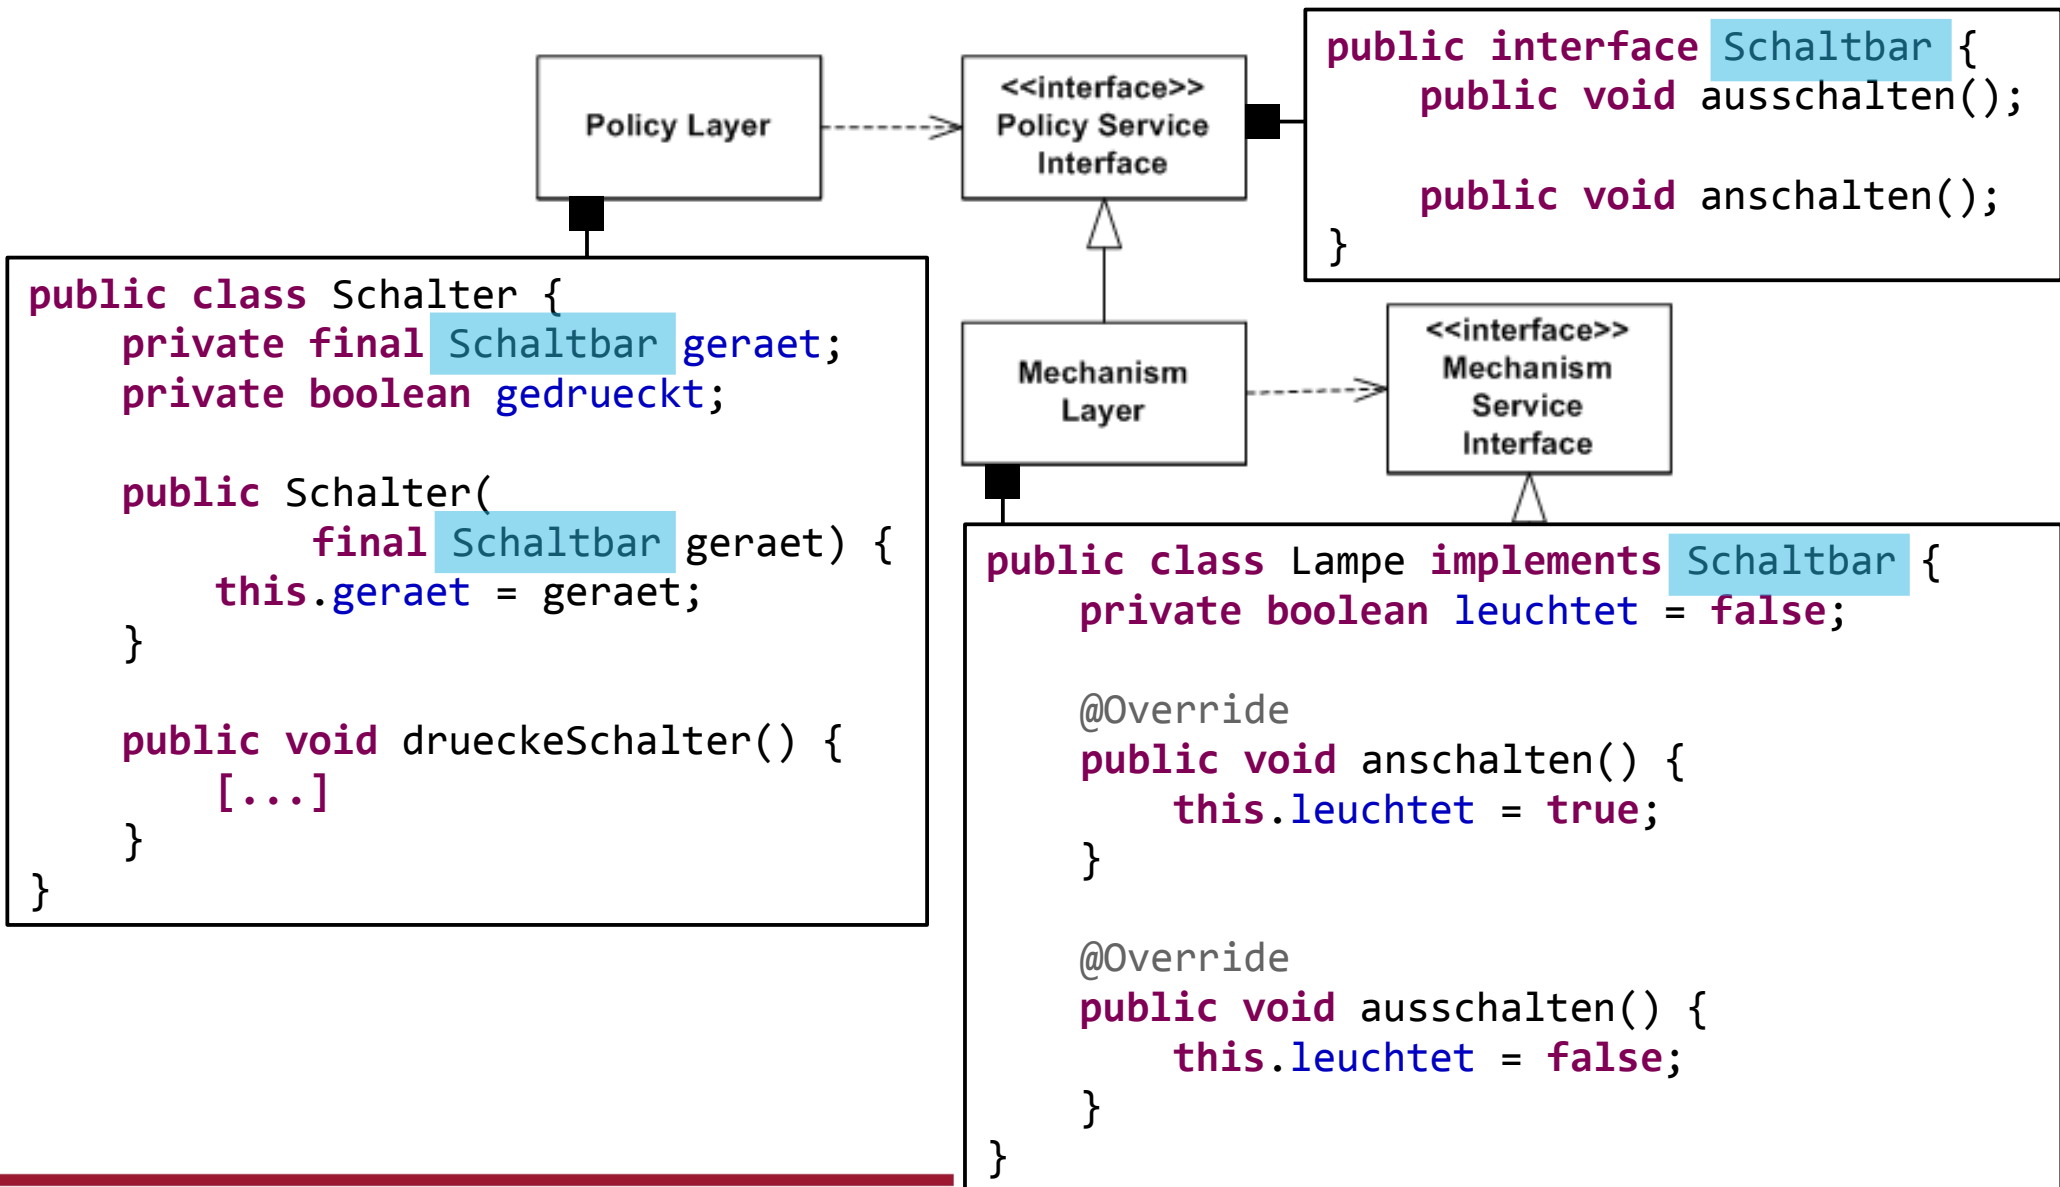 Policy Layer
<<interface>>
Policy Service
Interface
public interface Schaltbar {
public void ausschalten();
public void anschalten();
}
public class Schalter {
private final Schaltbar geraet;
private boolean gedrueckt;
public Schalter(
final Schaltbar geraet) {
this.geraet = geraet;
}
public void drueckeSchalter() {
[...]
}
}
Mechanism
Layer
<<interface>>
Mechanism
Service
Interface
public class Lampe implements Schaltbar {
private boolean leuchtet = false;
@Override
public void anschalten() {
this.leuchtet = true;
}
@Override
public void ausschalten() {
this.leuchtet = false;
}
}